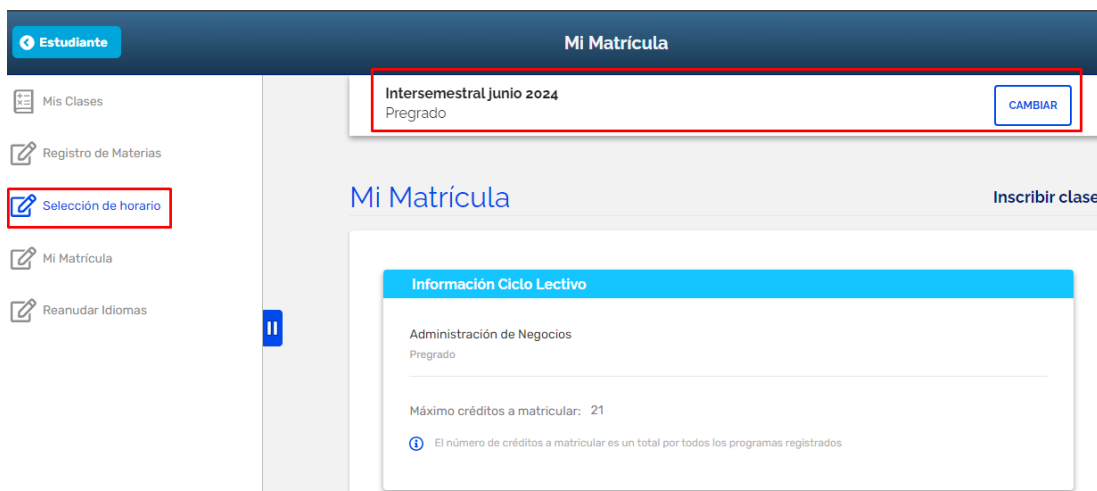 Estudiante
Mi Matrícula
Mis Clases
Registro de Materias
Selección de horario
Mi Matrícula
Reanudar Idiomas
Intersemestral junio 2024
Pregrado
CAMBIAR
Mi Matrícula
Inscribir clase
Información Ciclo Lectivo
Administración de Negocios
Pregrado
Máximo créditos a matricular: 21
El número de créditos a matricular es un total por todos los programas registrados